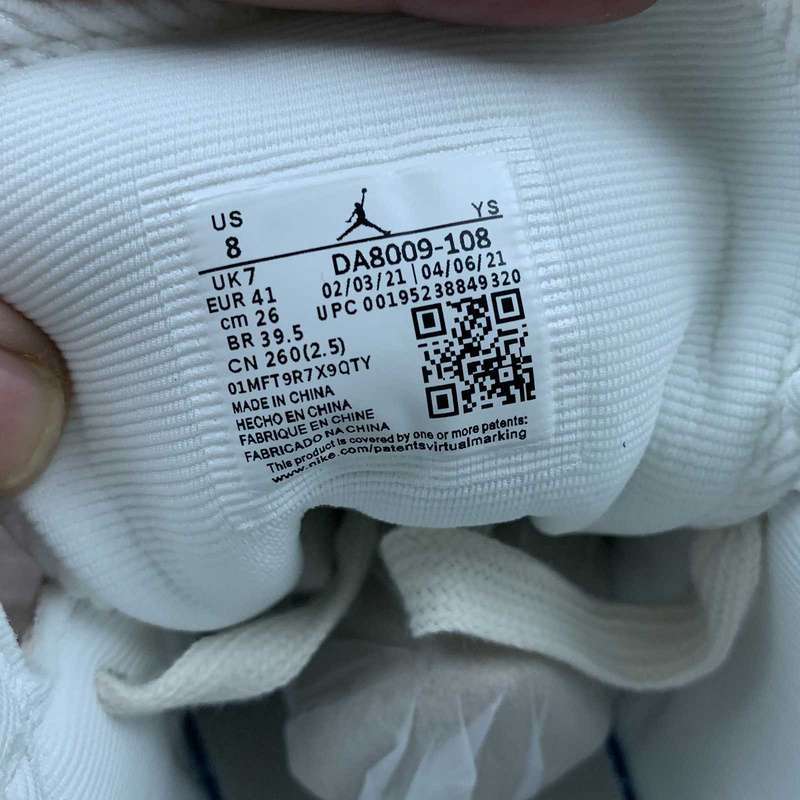 US YS
8
UK 7 DA8009-108
EUR 41 02/03/21 | 04/06/21
cm 26 UPC 00195238849320
BR 39.5
CN 260(2.5)
01MFT9R7X9QTY
MADE IN CHINA
HECHO EN CHINA
FABRIQUE EN CHINE
FABRICADO NA CHINA
This product is covered by one or more patents:
www.nike.com/patentsvirtualmarking